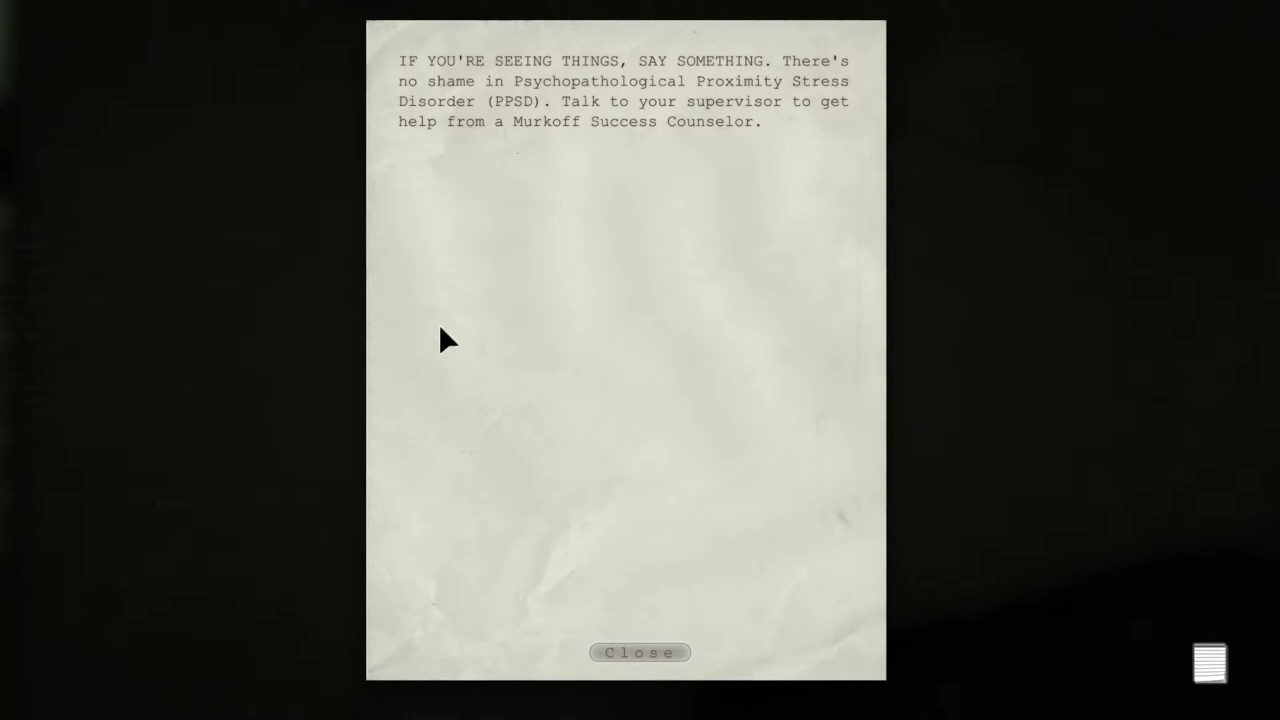 IF YOU'RE SEEING THINGS, SAY SOMETHING. There's
no shame in Psychopathological Proximity Stress
Disorder (PPSD). Talk to your supervisor to get
help from a Murkoff Success Counselor.
Close